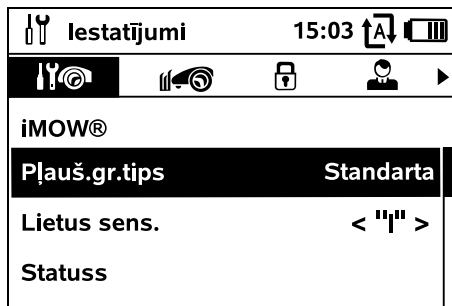 Iestatījumi 15:03 A
iMOW®
Pļauš.gr.tips Standarta
Lietus sens. < "|" >
Statuss